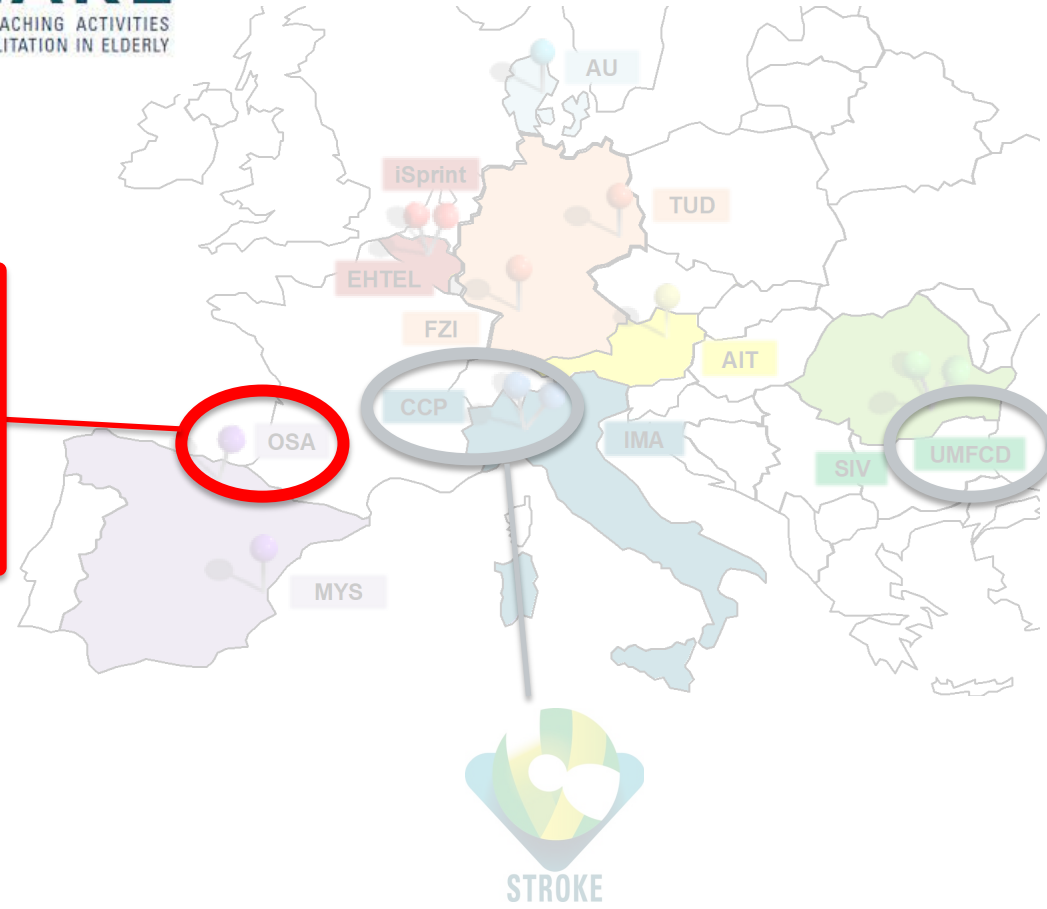 ACHING ACTIVITIES
LITATION IN ELDERLY
AU
iSprint
TUD
EHTEL
FZI
AIT
CCP
OSA
IMA
SIV
UMFCD
MYS
STROKE